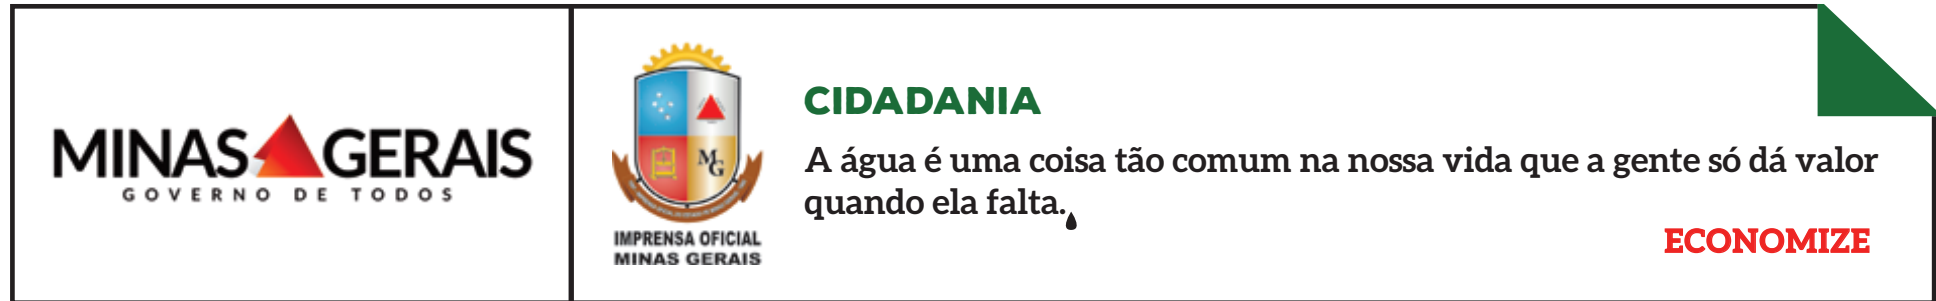 MINAS GERAIS
GOVERNO DE TODOS
MG
IMPRENSA OFICIAL
MINAS GERAIS
CIDADANIA
A água é uma coisa tão comum na nossa vida que a gente só dá valor
quando ela falta.
ECONOMIZE